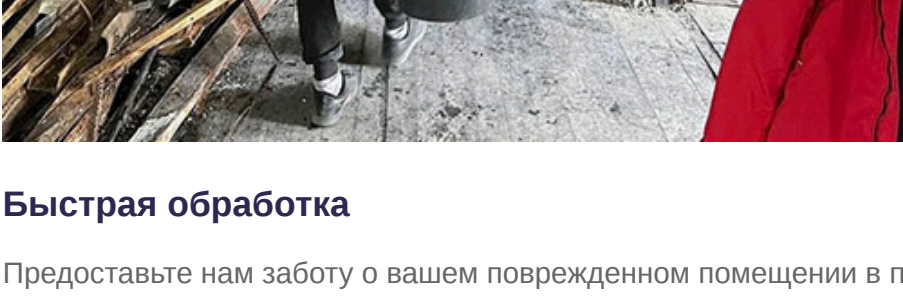 Быстрая обработка
Предоставьте нам заботу о вашем поврежденном помещении в